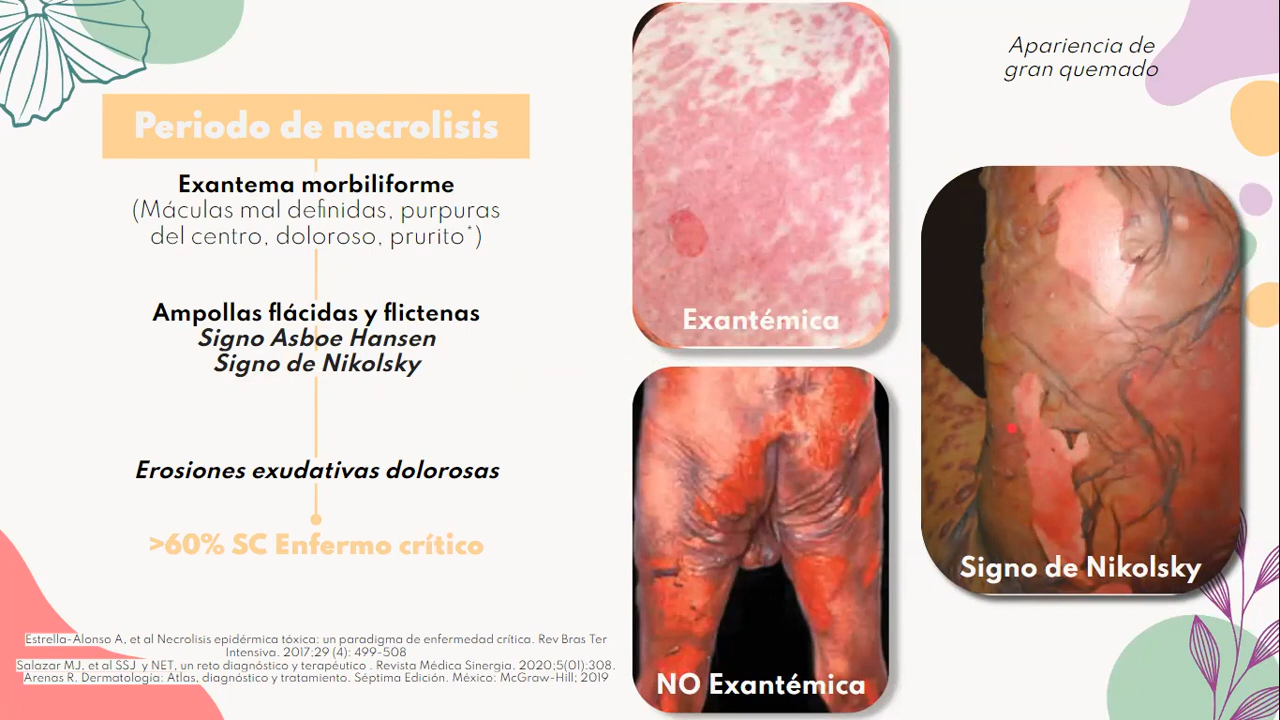 Periodo de necrolisis
Exantema morbiliforme
(Máculas mal definidas, purpuras
del centro, doloroso, prurito*)
Ampollas flácidas y flictenas
Signo Asboe Hansen
Signo de Nikolsky
Erosiones exudativas dolorosas
>60% SC Enfermo crítico
Estrella-Alonso A, et al Necrolisis epidérmica tóxica: un paradigma de enfermedad crítica. Rev Bras Ter
Intensiva. 2017;29 (4): 499-508
Salazar MJ, et al SSJ y NET, un reto diagnóstico y terapéutico . Revista Médica Sinergia. 2020;5(01):308.
Arenas R. Dermatología: Atlas, diagnóstico y tratamiento. Séptima Edición. México: McGraw-Hill; 2019
Exantémica
NO Exantémica
Apariencia de
gran quemado
Signo de Nikolsky